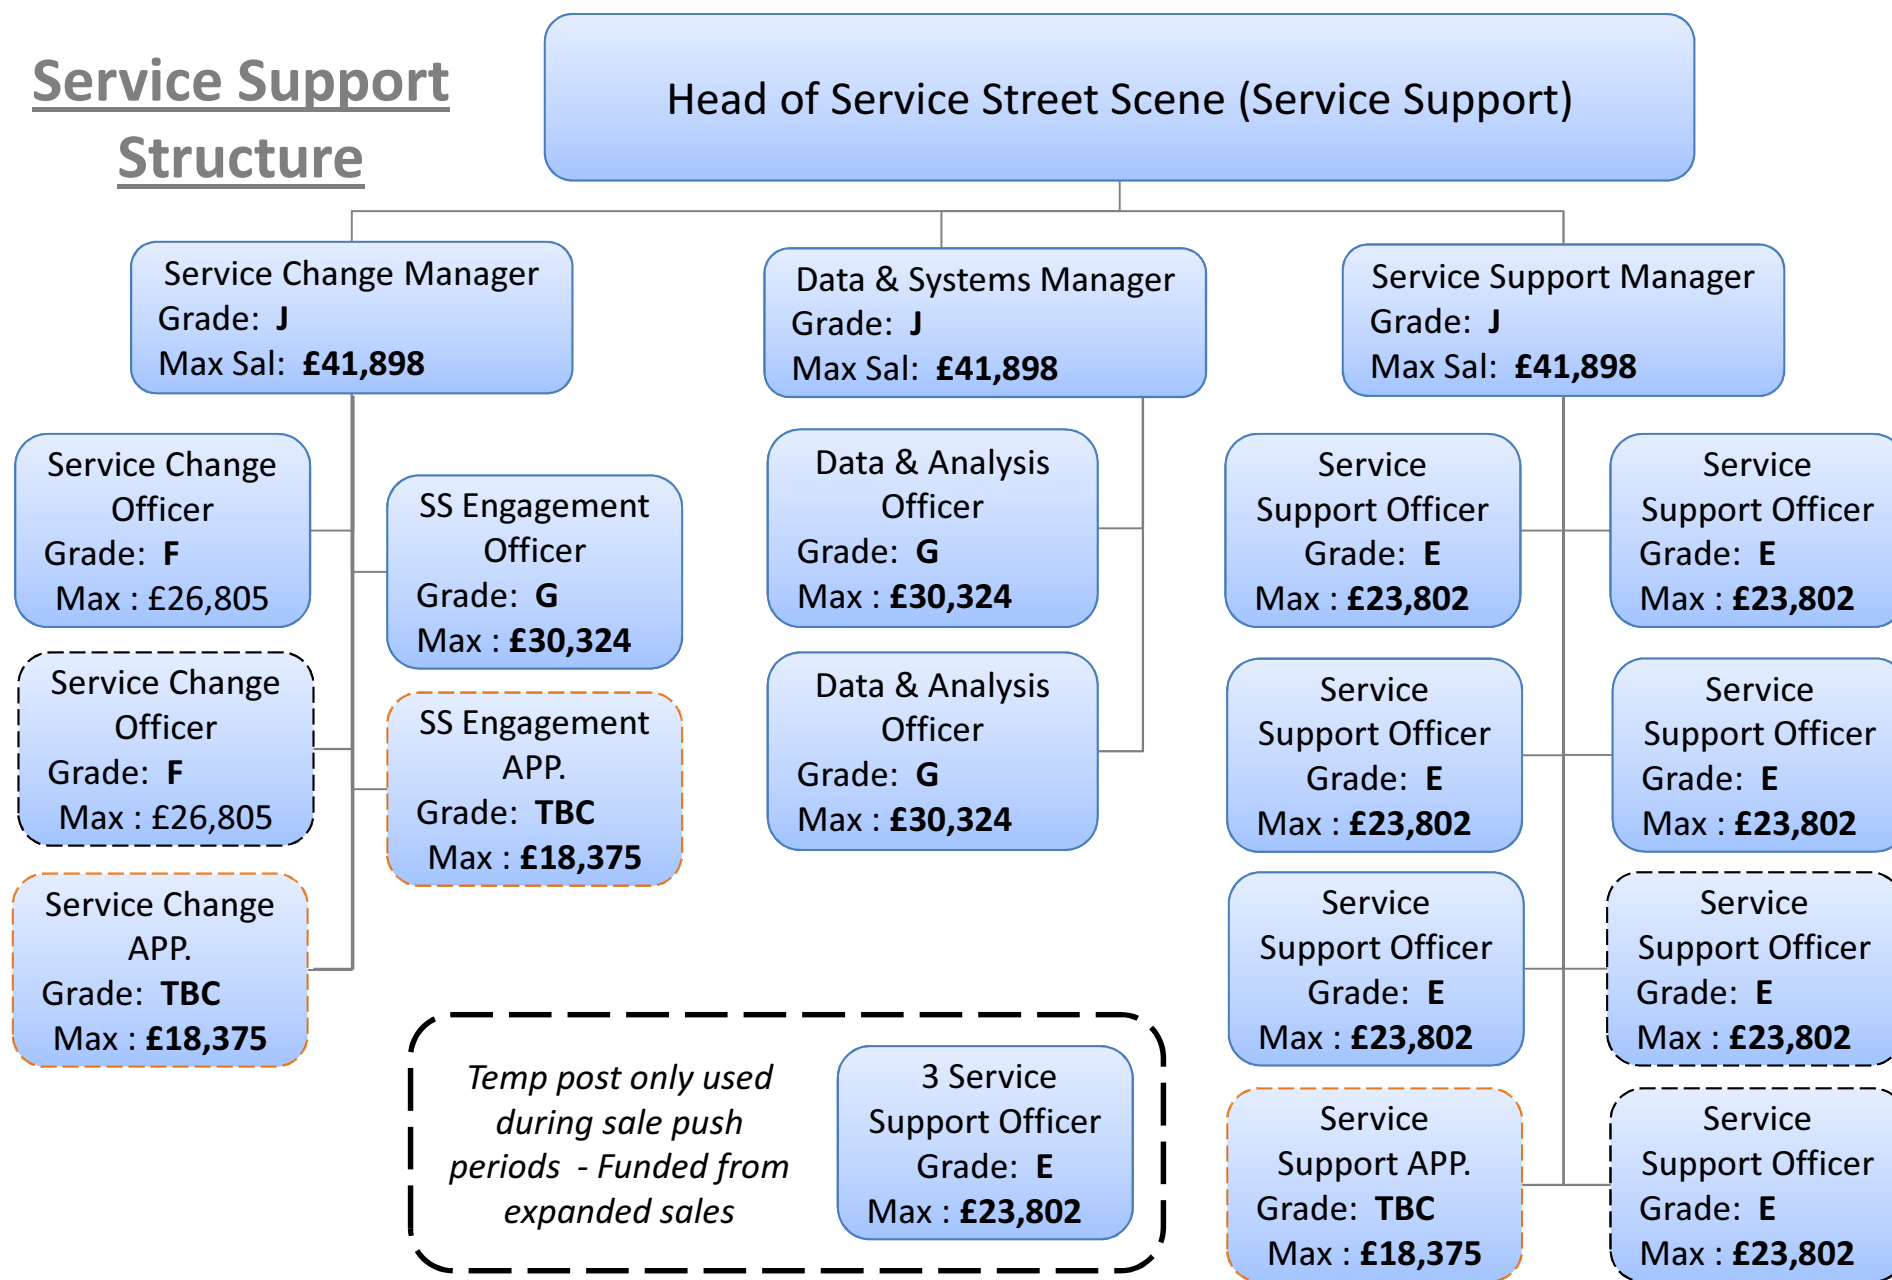 Service Support
Structure
Head of Service Street Scene (Service Support)
Service Change Manager
Grade:  J
Max Sal:  £41,898
Data & Systems Manager
Grade:  J
Max Sal:  £41,898
Service Support Manager
Grade:  J
Max Sal:  £41,898
Service Change
Officer
Grade:  F
Max : £26,805
SS Engagement
Officer
Grade:  G
Max : £30,324
Service Change
Officer
Grade:  F
Max : £26,805
SS Engagement
APP.
Grade:  TBC
Max : £18,375
Service Change
APP.
Grade:  TBC
Max : £18,375
Data & Analysis
Officer
Grade:  G
Max : £30,324
Data & Analysis
Officer
Grade:  G
Max : £30,324
Service
Support Officer
Grade:  E
Max : £23,802
Service
Support Officer
Grade:  E
Max : £23,802
Service
Support Officer
Grade:  E
Max : £23,802
Service
Support Officer
Grade:  E
Max : £23,802
Service
Support Officer
Grade:  E
Max : £23,802
Service
Support Officer
Grade:  E
Max : £23,802
Service
Support APP.
Grade:  TBC
Max : £18,375
Service
Support Officer
Grade:  E
Max : £23,802
Temp post only used
during sale push
periods  - Funded from
expanded sales
3 Service
Support Officer
Grade:  E
Max : £23,802